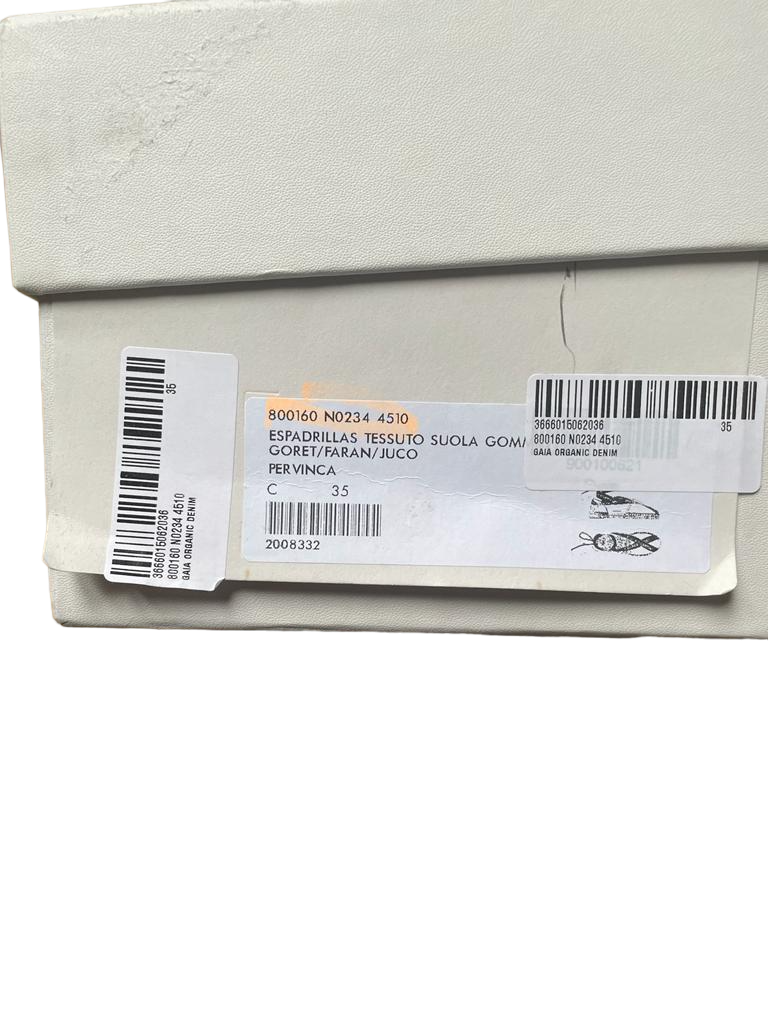 35
3666015062036
800160 N0234 4510
GAIA ORGANIC DENIM
800160 N0234 4510
ESPADRILLAS TESSUTO SUOLA
GORET/FARAN/JUCO
PERVINCA
C 35
2008332
3666015062036 35
800160 N0234 4510
GAIA ORGANIC DENIM
900100621